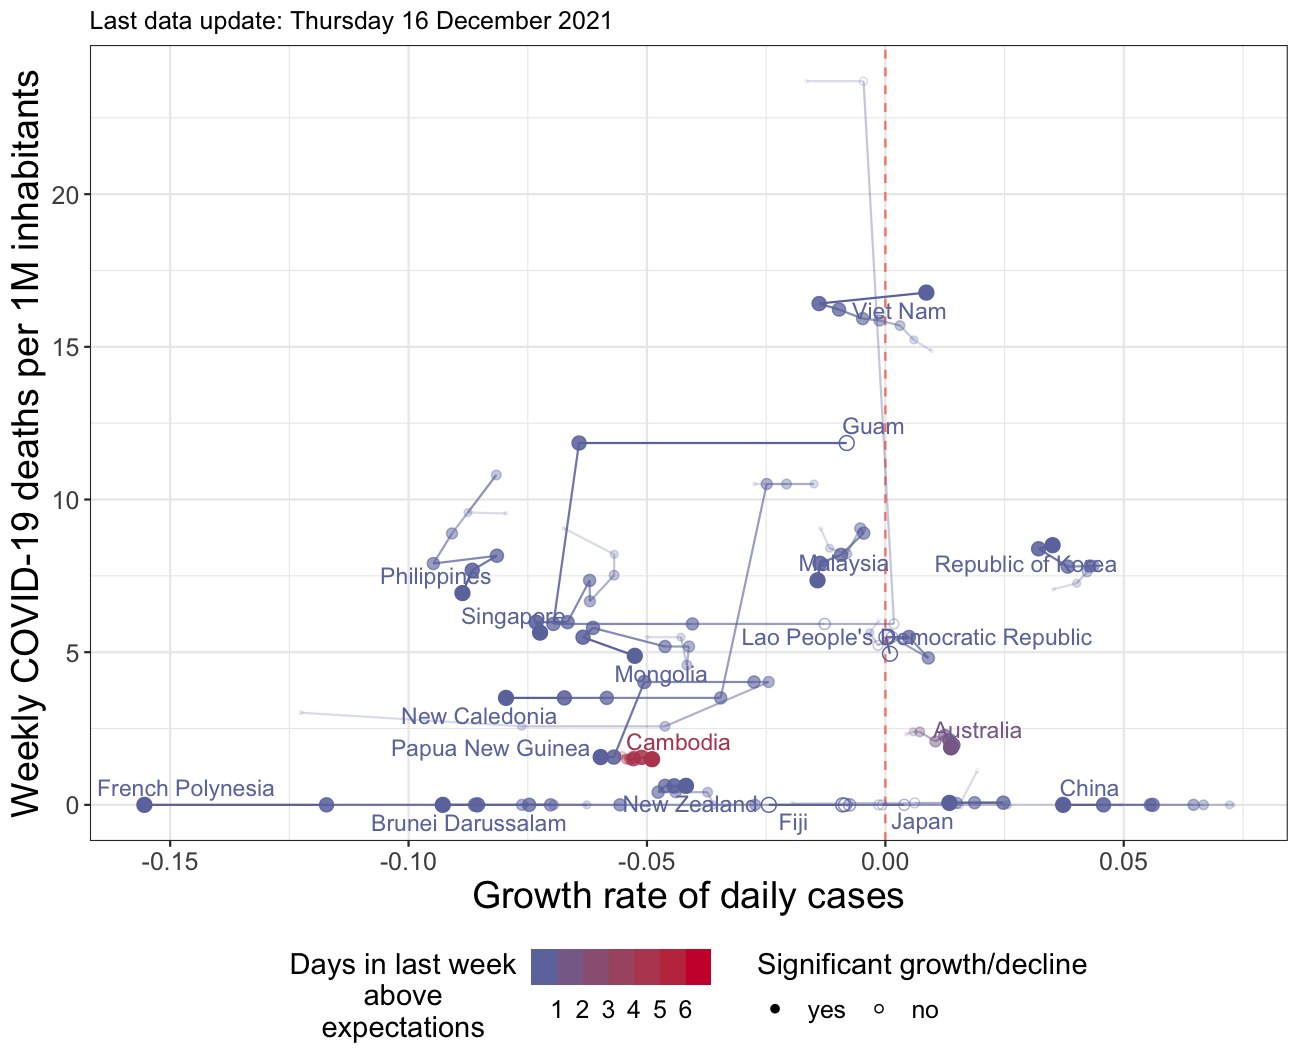 Last data update: Thursday 16 December 2021
Weekly COVID-19 deaths per 1M inhabitants
20
15
10
5
0
Viet Nam
Guam
Philippines
Malaysia
Republic of Korea
Singapore
Lao People's Democratic Republic
Mongolia
New Caledonia
Australia
Papua New Guinea
Cambodia
French Polynesia
China
New Zealand
Brunei Darussalam
Fiji
Japan
-0.15
-0.10
-0.05
0.00
0.05
Growth rate of daily cases
Days in last week
above
expectations
1 2 3 4 5 6
Significant growth/decline
yes
no